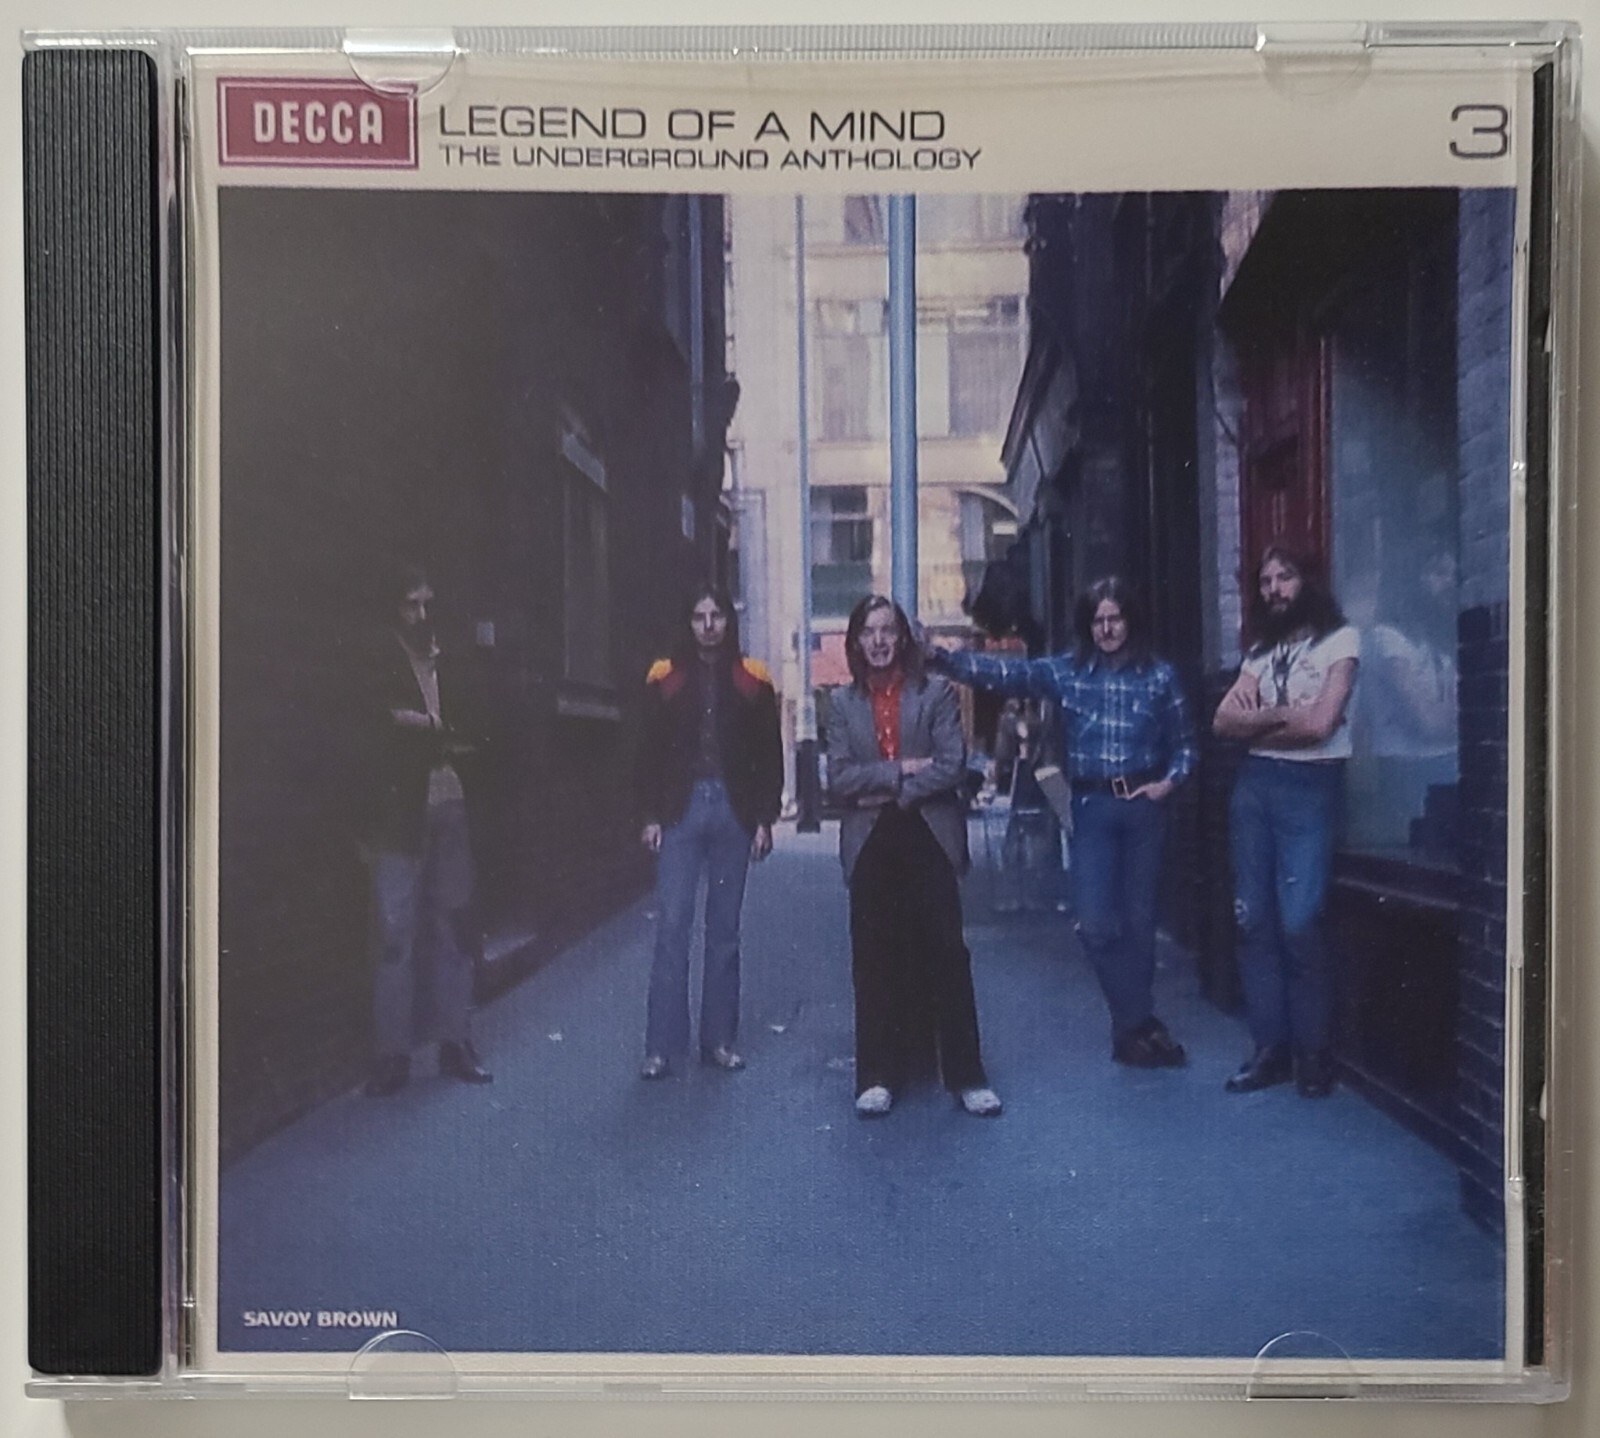 DECCA
LEGEND OF A MIND
THE UNDERGROUND ANTHOLOGY
3
SAVOY BROWN